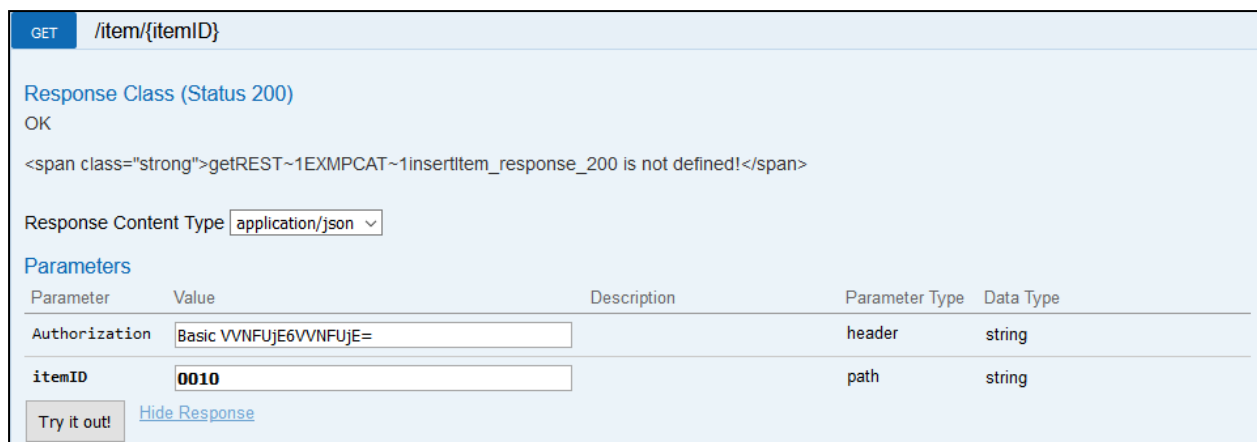 GET /item/{itemID}
Response Class (Status 200)
OK
<span class="strong">getREST~1EXMPCAT~1insertItem_response_200 is not defined!</span>
Response Content Type application/json
Parameters
Parameter Value Description Parameter Type Data Type
Authorization Basic VVNFUjE6VVNFUjE= header string
itemID 0010 path string
Try it out! Hide Response